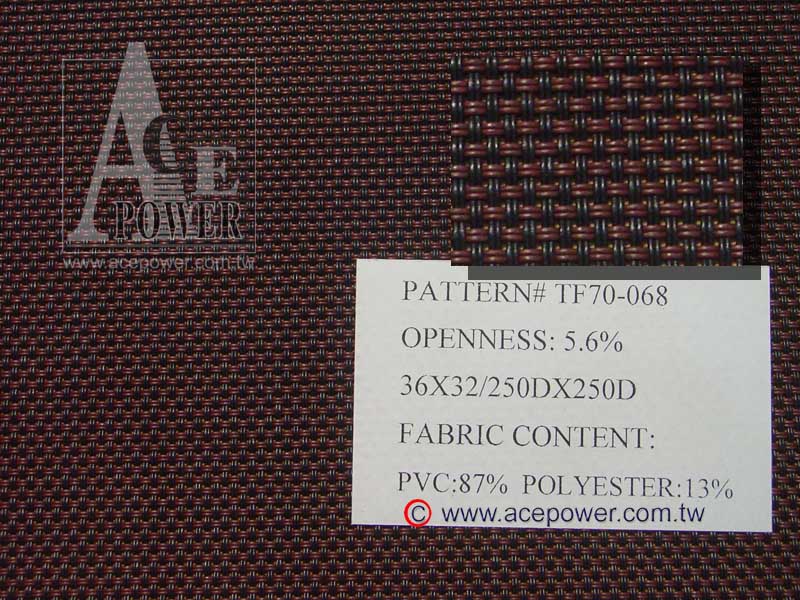 ACE
POWER
www.acepower.com.tw
PATTERN# TF70-068
OPENNESS: 5.6%
36X32/250DX250D
FABRIC CONTENT:
PVC:87% POLYESTER:13%
© www.acepower.com.tw